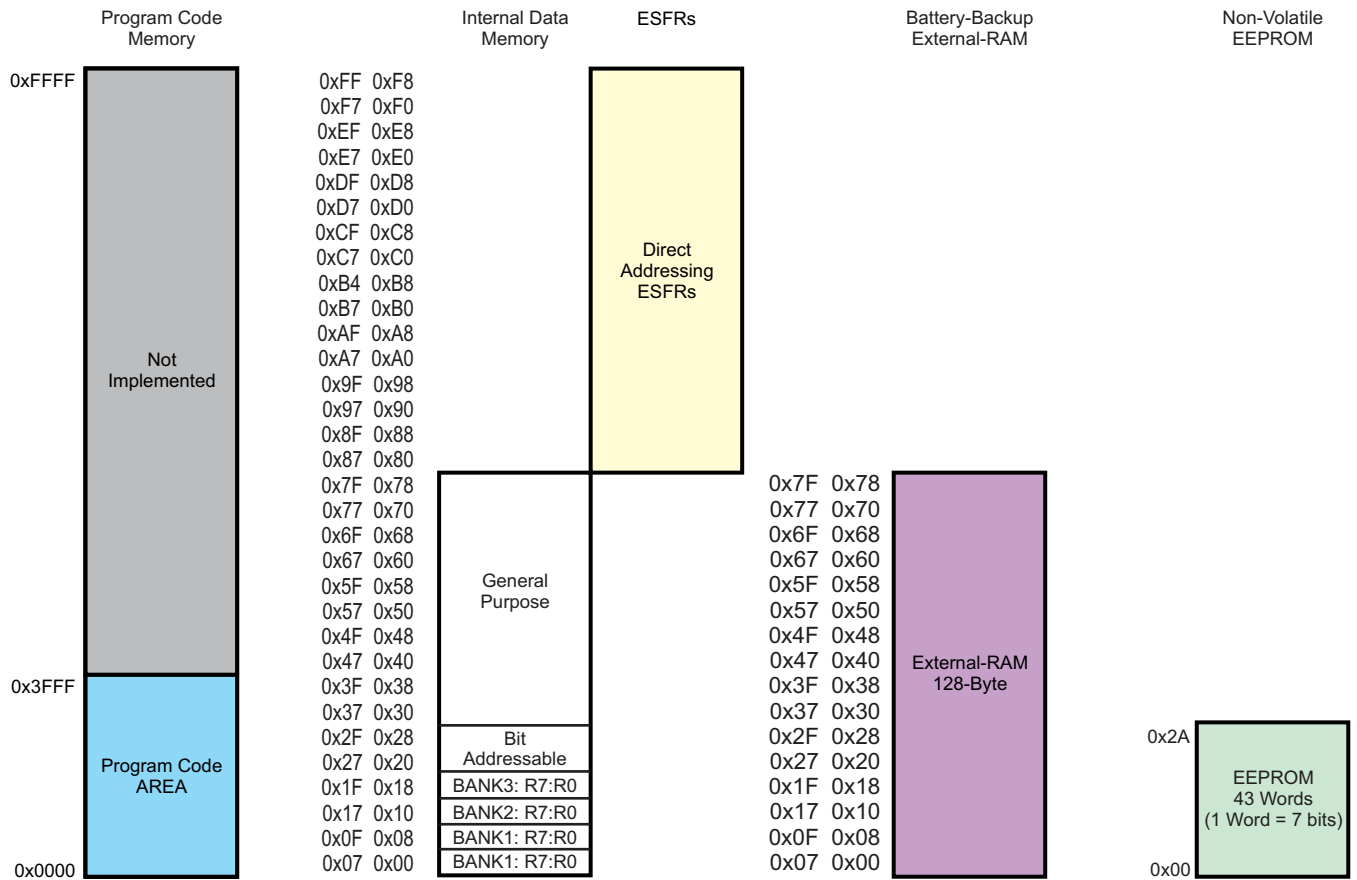 Program Code
Memory
Internal Data
Memory
ESFRs
Battery-Backup
External-RAM
Non-Volatile
EEPROM
0xFFFF
Not
Implemented
0x3FFF
Program Code
AREA
0x0000
0xFF 0xF8
0xF7 0xF0
0xEF 0xE8
0xE7 0xE0
0xDF 0xD8
0xD7 0xD0
0xCF 0xC8
0xC7 0xC0
0xB4 0xB8
0xB7 0xB0
0xAF 0xA8
0xA7 0xA0
0x9F 0x98
0x97 0x90
0x8F 0x88
0x87 0x80
0x7F 0x78
0x77 0x70
0x6F 0x68
0x67 0x60
0x5F 0x58
0x57 0x50
0x4F 0x48
0x47 0x40
0x3F 0x38
0x37 0x30
0x2F 0x28
0x27 0x20
0x1F 0x18
0x17 0x10
0x0F 0x08
0x07 0x00
General
Purpose
Bit
Addressable
BANK3: R7:R0
BANK2: R7:R0
BANK1: R7:R0
BANK1: R7:R0
Direct
Addressing
ESFRs
0x7F 0x78
0x77 0x70
0x6F 0x68
0x67 0x60
0x5F 0x58
0x57 0x50
0x4F 0x48
0x47 0x40
0x3F 0x38
0x37 0x30
0x2F 0x28
0x27 0x20
0x1F 0x18
0x17 0x10
0x0F 0x08
0x07 0x00
External-RAM
128-Byte
0x2A
EEPROM
43 Words
(1 Word = 7 bits)
0x00